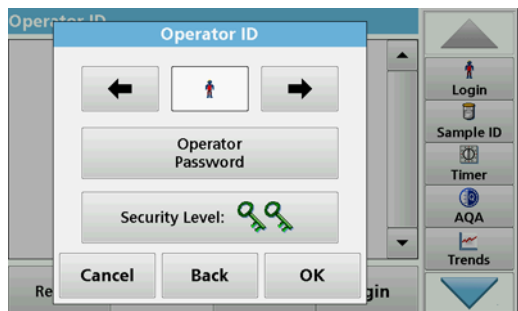 Operator ID
Operator ID
Operator
Password
Security Level:
Cancel
Back
OK
Login
Sample ID
Timer
AQA
Trends